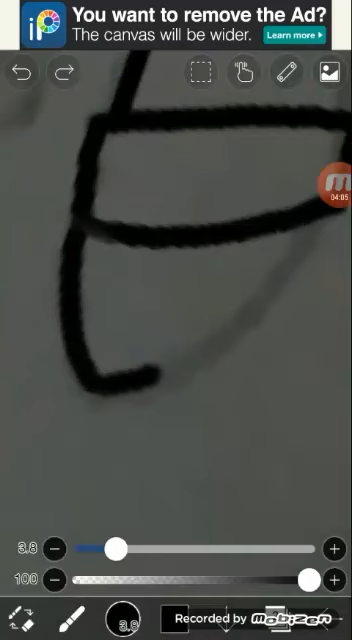 You want to remove the Ad?
The canvas will be wider.
Learn more
iP
04:05
3.8
100
3.8
Recorded by mobizen